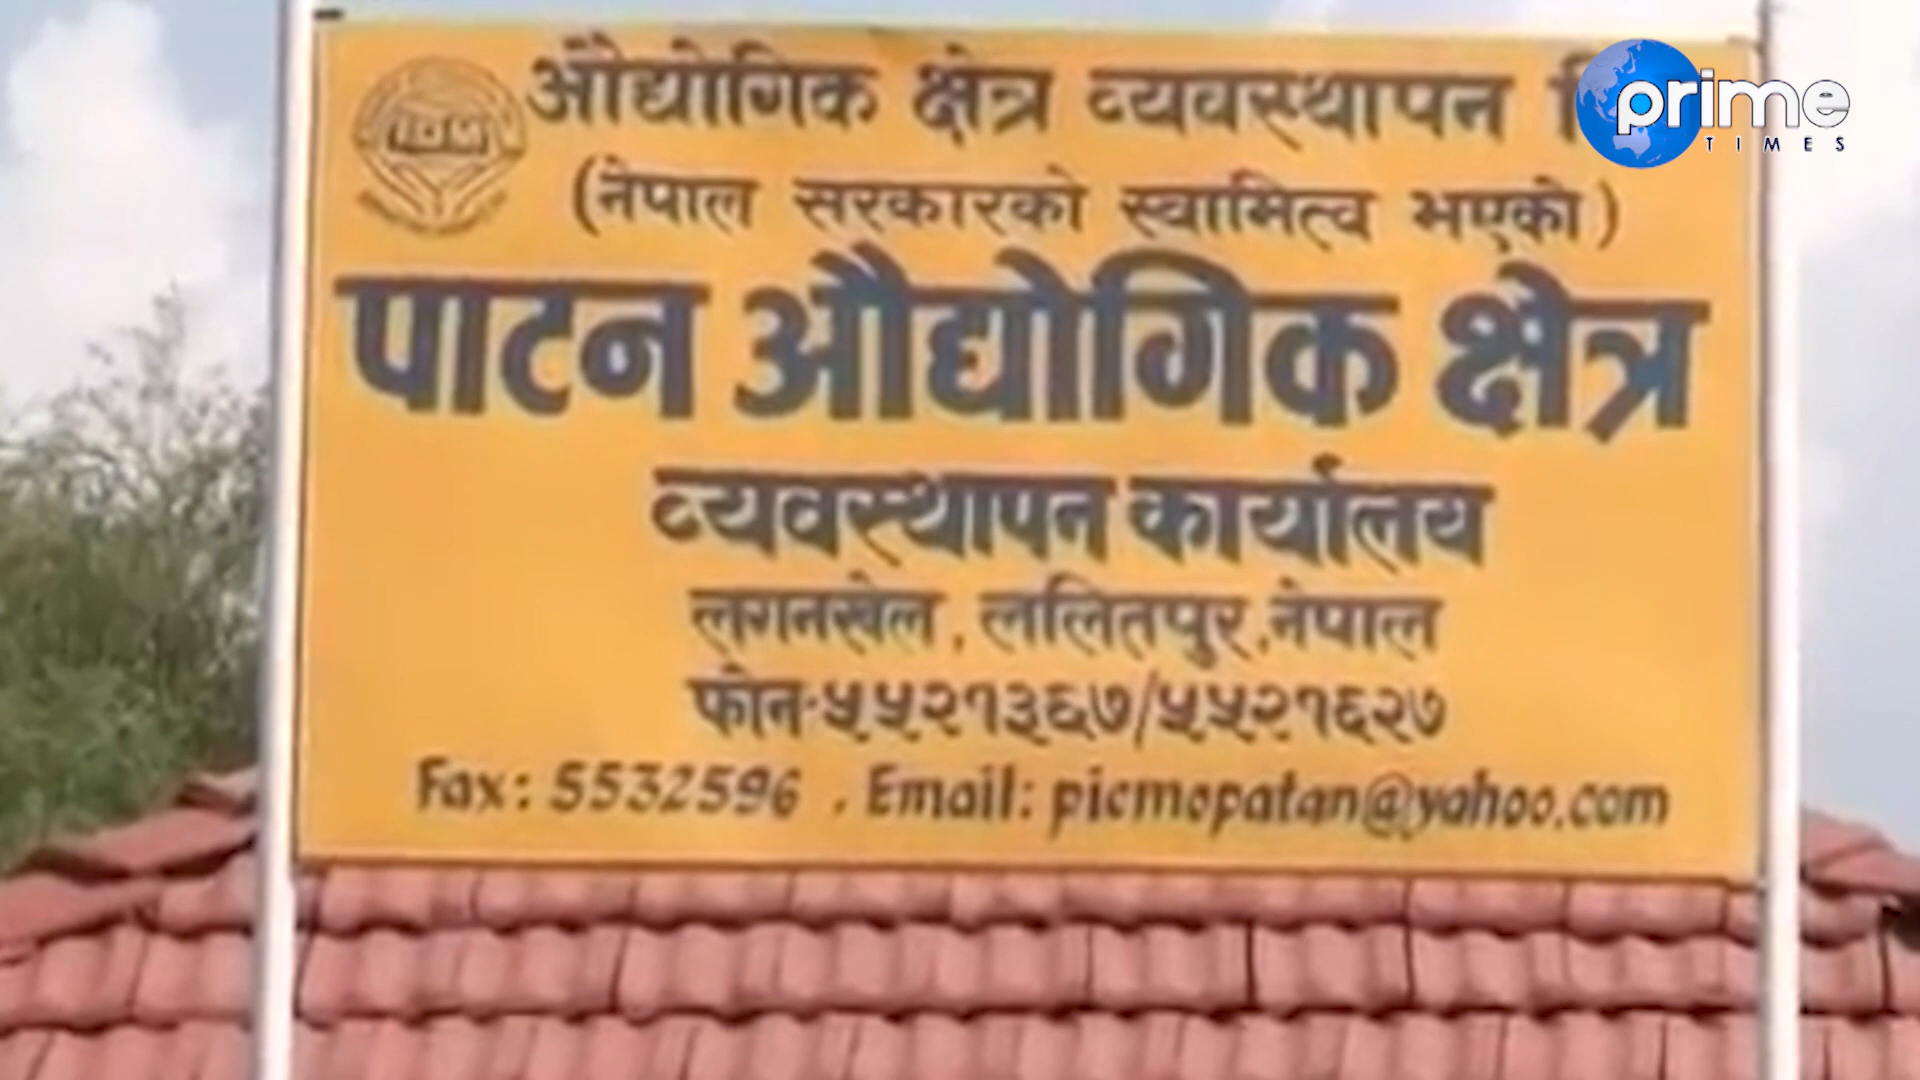 औद्योगिक क्षेत्र व्यवस्थापन
prime
TIMES
IDM
(नेपाल सरकारको स्वामित्व भएको)
पाटन औद्योगिक क्षेत्र
व्यवस्थापन कार्यालय
लगनखेल, ललितपुर, नेपाल
फोन:५५२१३६७/५५२१६२७
Fax: 5532596 , Email: picmopatan@yahoo.com